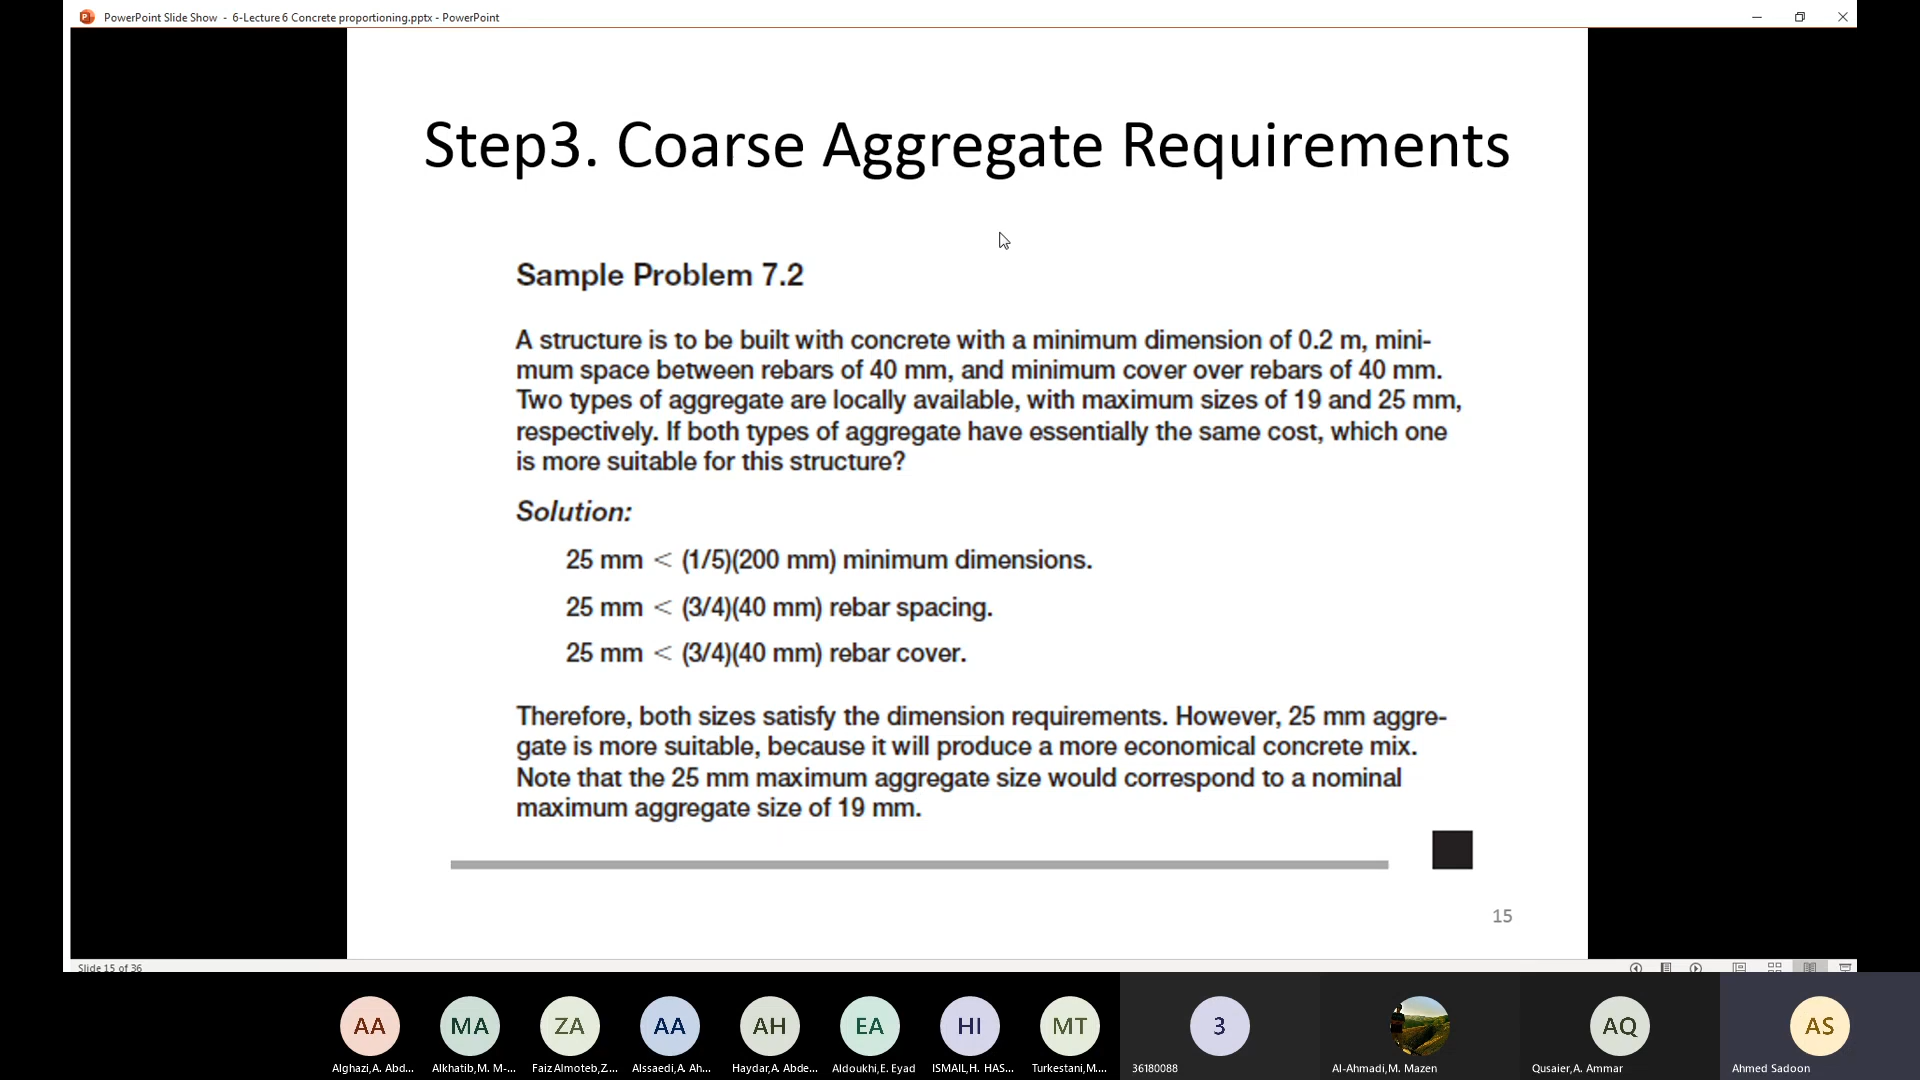 PowerPoint Slide Show - 6-Lecture 6 Concrete proportioning.pptx - PowerPoint
Step3. Coarse Aggregate Requirements
Sample Problem 7.2
A structure is to be built with concrete with a minimum dimension of 0.2 m, mini-
mum space between rebars of 40 mm, and minimum cover over rebars of 40 mm.
Two types of aggregate are locally available, with maximum sizes of 19 and 25 mm,
respectively. If both types of aggregate have essentially the same cost, which one
is more suitable for this structure?
Solution:
25 mm < (1/5)(200 mm) minimum dimensions.
25 mm < (3/4)(40 mm) rebar spacing.
25 mm < (3/4)(40 mm) rebar cover.
Therefore, both sizes satisfy the dimension requirements. However, 25 mm aggre-
gate is more suitable, because it will produce a more economical concrete mix.
Note that the 25 mm maximum aggregate size would correspond to a nominal
maximum aggregate size of 19 mm.
15
Slide 15 of 36
AA MA ZA AA AH EA HI MT 3 AQ AS
Alghazi,A. Abd... Alkhatib,M. M-... Faiz Almoteb,Z.... Alssaedi,A. Ah... Haydar,A. Abde... Aldoukhi,E. Eyad ISMAIL,H. HAS... Turkestani,M.... 36180088 Al-Ahmadi,M. Mazen Qusaier,A. Ammar Ahmed Sadoon